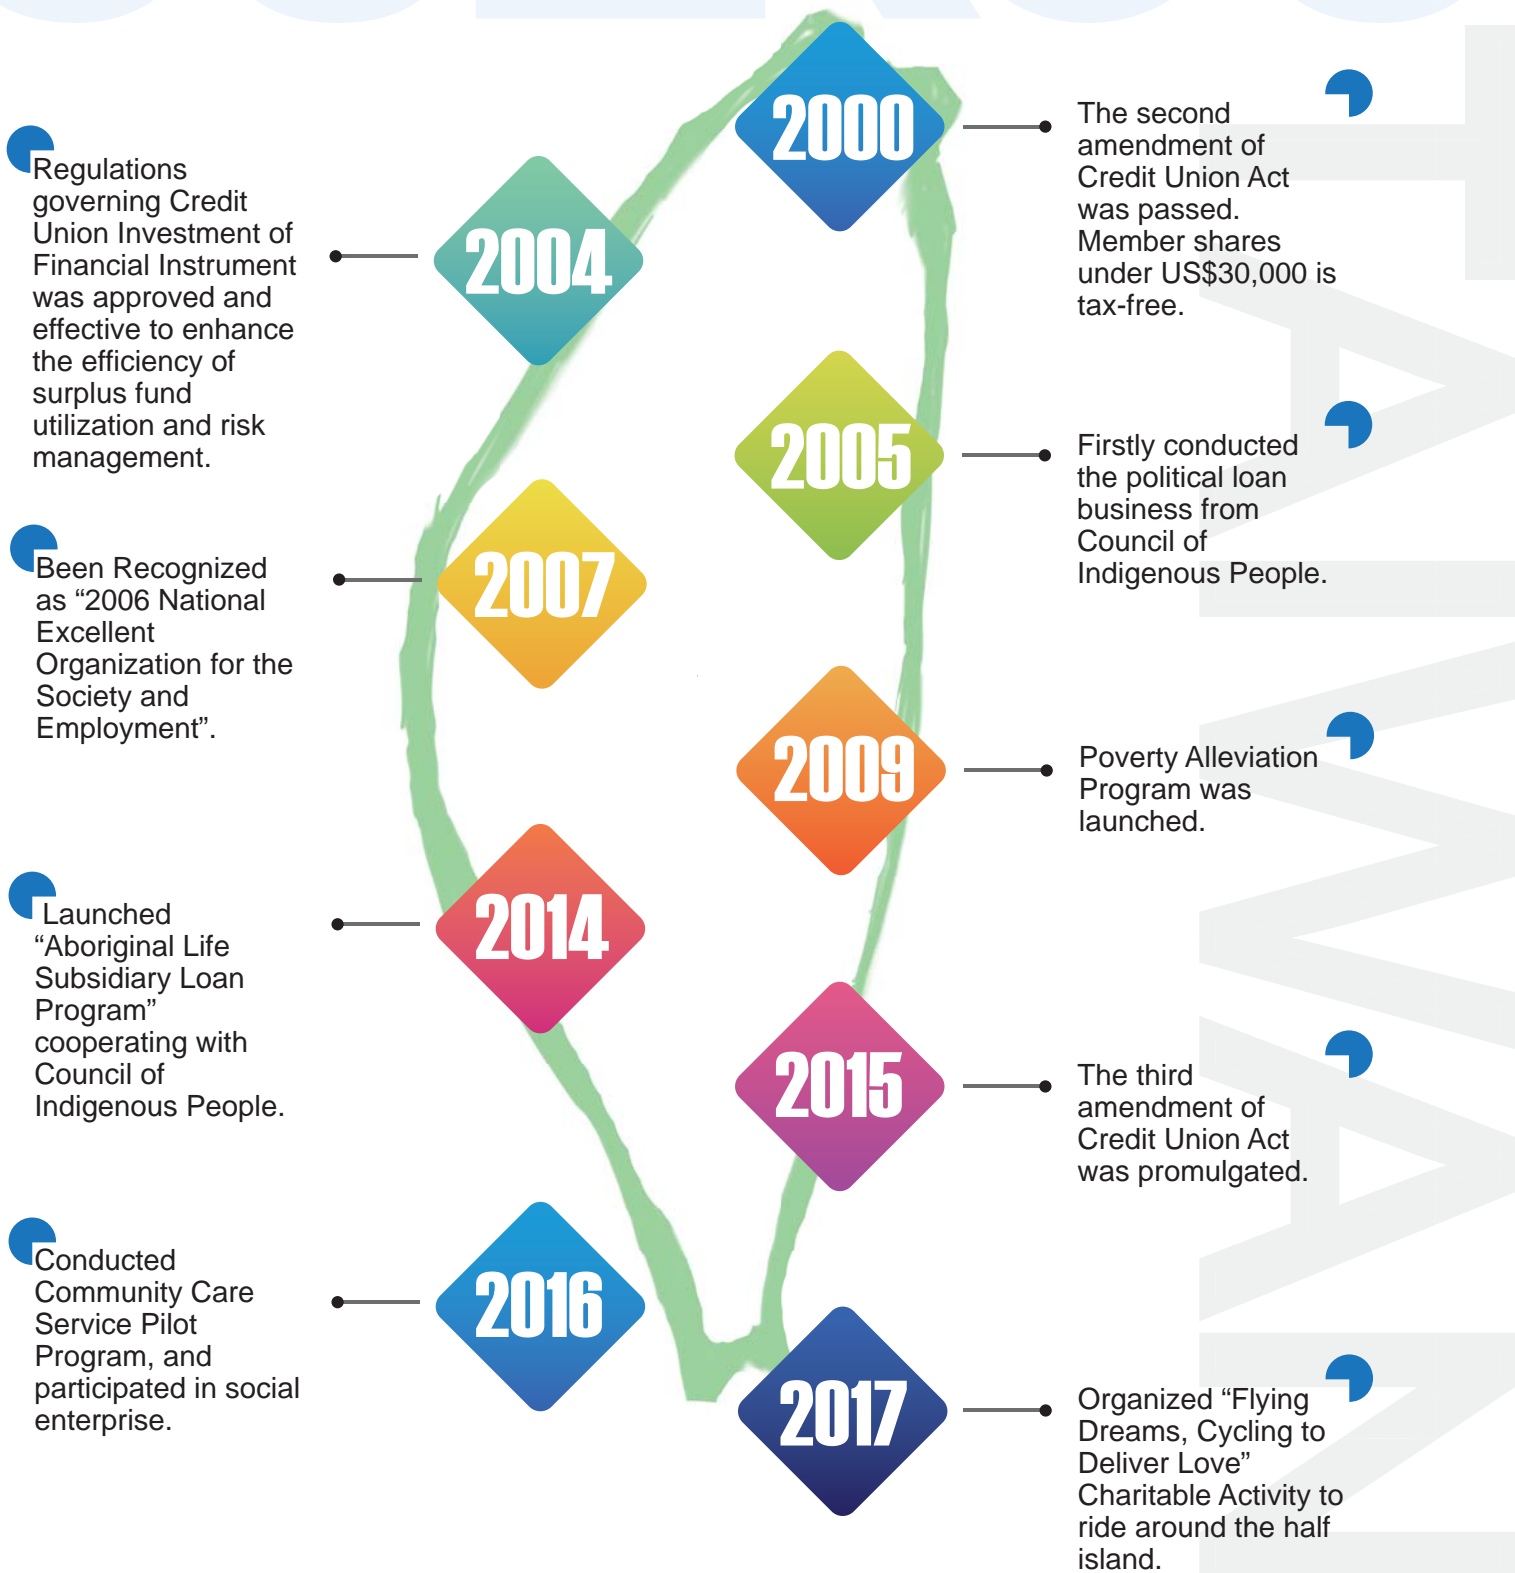 2000
The second
amendment of
Credit Union Act
was passed.
Member shares
under US$30,000 is
tax-free.
2004
Regulations
governing Credit
Union Investment of
Financial Instrument
was approved and
effective to enhance
the efficiency of
surplus fund
utilization and risk
management.
2005
Firstly conducted
the political loan
business from
Council of
Indigenous People.
2007
Been Recognized
as “2006 National
Excellent
Organization for the
Society and
Employment”.
2009
Poverty Alleviation
Program was
launched.
2014
Launched
“Aboriginal Life
Subsidiary Loan
Program”
cooperating with
Council of
Indigenous People.
2015
The third
amendment of
Credit Union Act
was promulgated.
2016
Conducted
Community Care
Service Pilot
Program, and
participated in social
enterprise.
2017
Organized “Flying
Dreams, Cycling to
Deliver Love”
Charitable Activity to
ride around the half
island.
TAIWAN